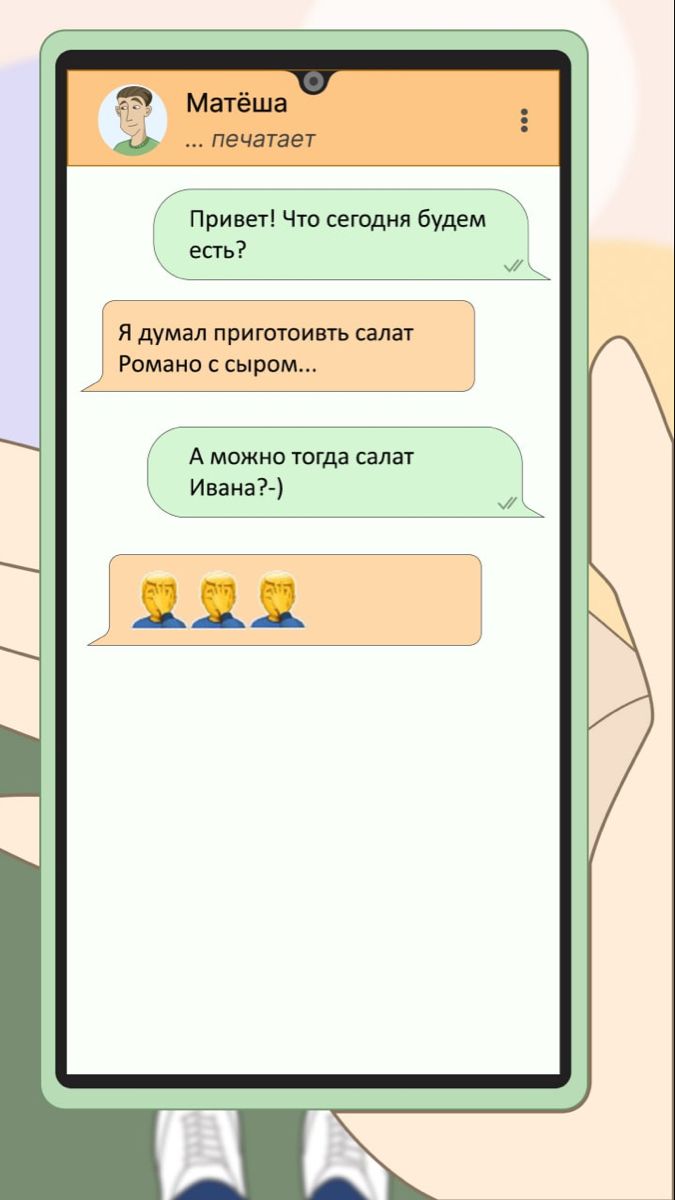 Матёша
... печатает
Привет! Что сегодня будем
есть?
Я думал приготоивть салат
Романо с сыром...
А можно тогда салат
Ивана?-)
🤦‍♂️🤦‍♂️🤦‍♂️